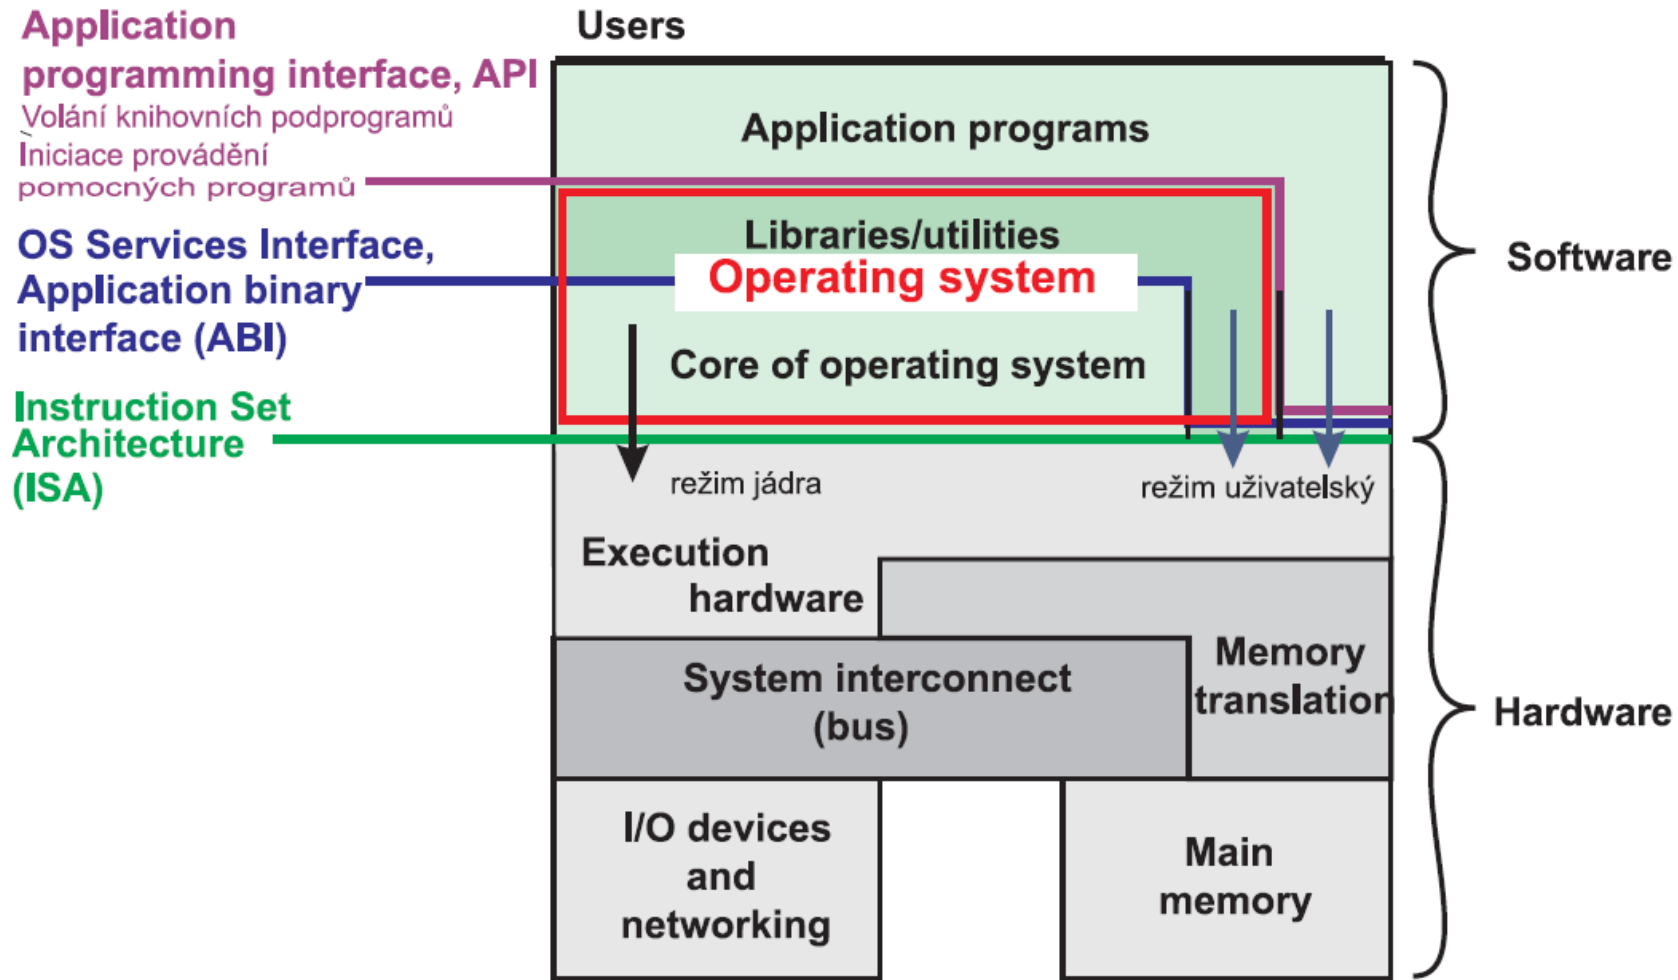 Application
programming interface, API
Volání knihovních podprogramů
Iniciace provádění
pomocných programů
OS Services Interface,
Application binary
interface (ABI)
Instruction Set
Architecture
(ISA)
Users
Application programs
Libraries/utilities
Operating system
Core of operating system
režim jádra
režim uživatelský
Execution
hardware
Memory
translation
System interconnect
(bus)
I/O devices
and
networking
Main
memory
Software
Hardware